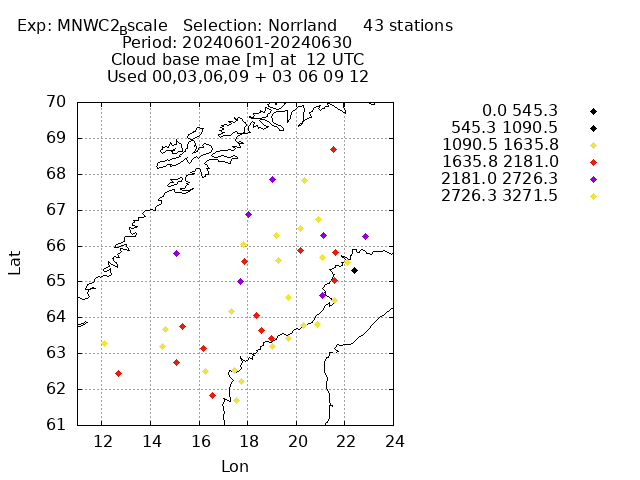 Exp: MNWC2_Bscale   Selection: Norrland     43 stations
Period: 20240601-20240630
Cloud base mae [m] at  12 UTC
Used 00,03,06,09 + 03 06 09 12
0.0 545.3
545.3 1090.5
1090.5 1635.8
1635.8 2181.0
2181.0 2726.3
2726.3 3271.5
70
69
68
67
66
65
64
63
62
61
Lat
12 14 16 18 20 22 24
Lon